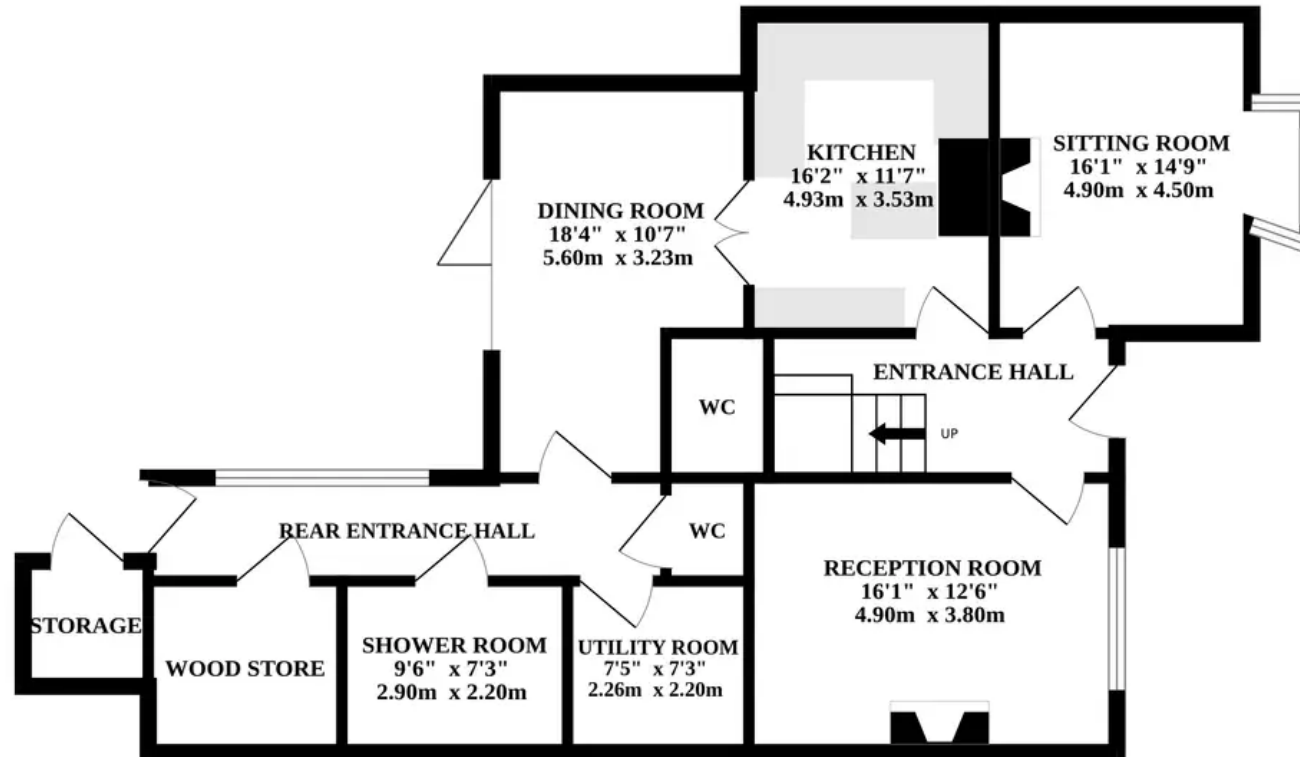 KITCHEN
16'2" x 11'7"
4.93m x 3.53m
SITTING ROOM
16'1" x 14'9"
4.90m x 4.50m
DINING ROOM
18'4" x 10'7"
5.60m x 3.23m
ENTRANCE HALL
WC
UP
REAR ENTRANCE HALL
WC
RECEPTION ROOM
16'1" x 12'6"
4.90m x 3.80m
STORAGE
WOOD STORE
SHOWER ROOM
9'6" x 7'3"
2.90m x 2.20m
UTILITY ROOM
7'5" x 7'3"
2.26m x 2.20m